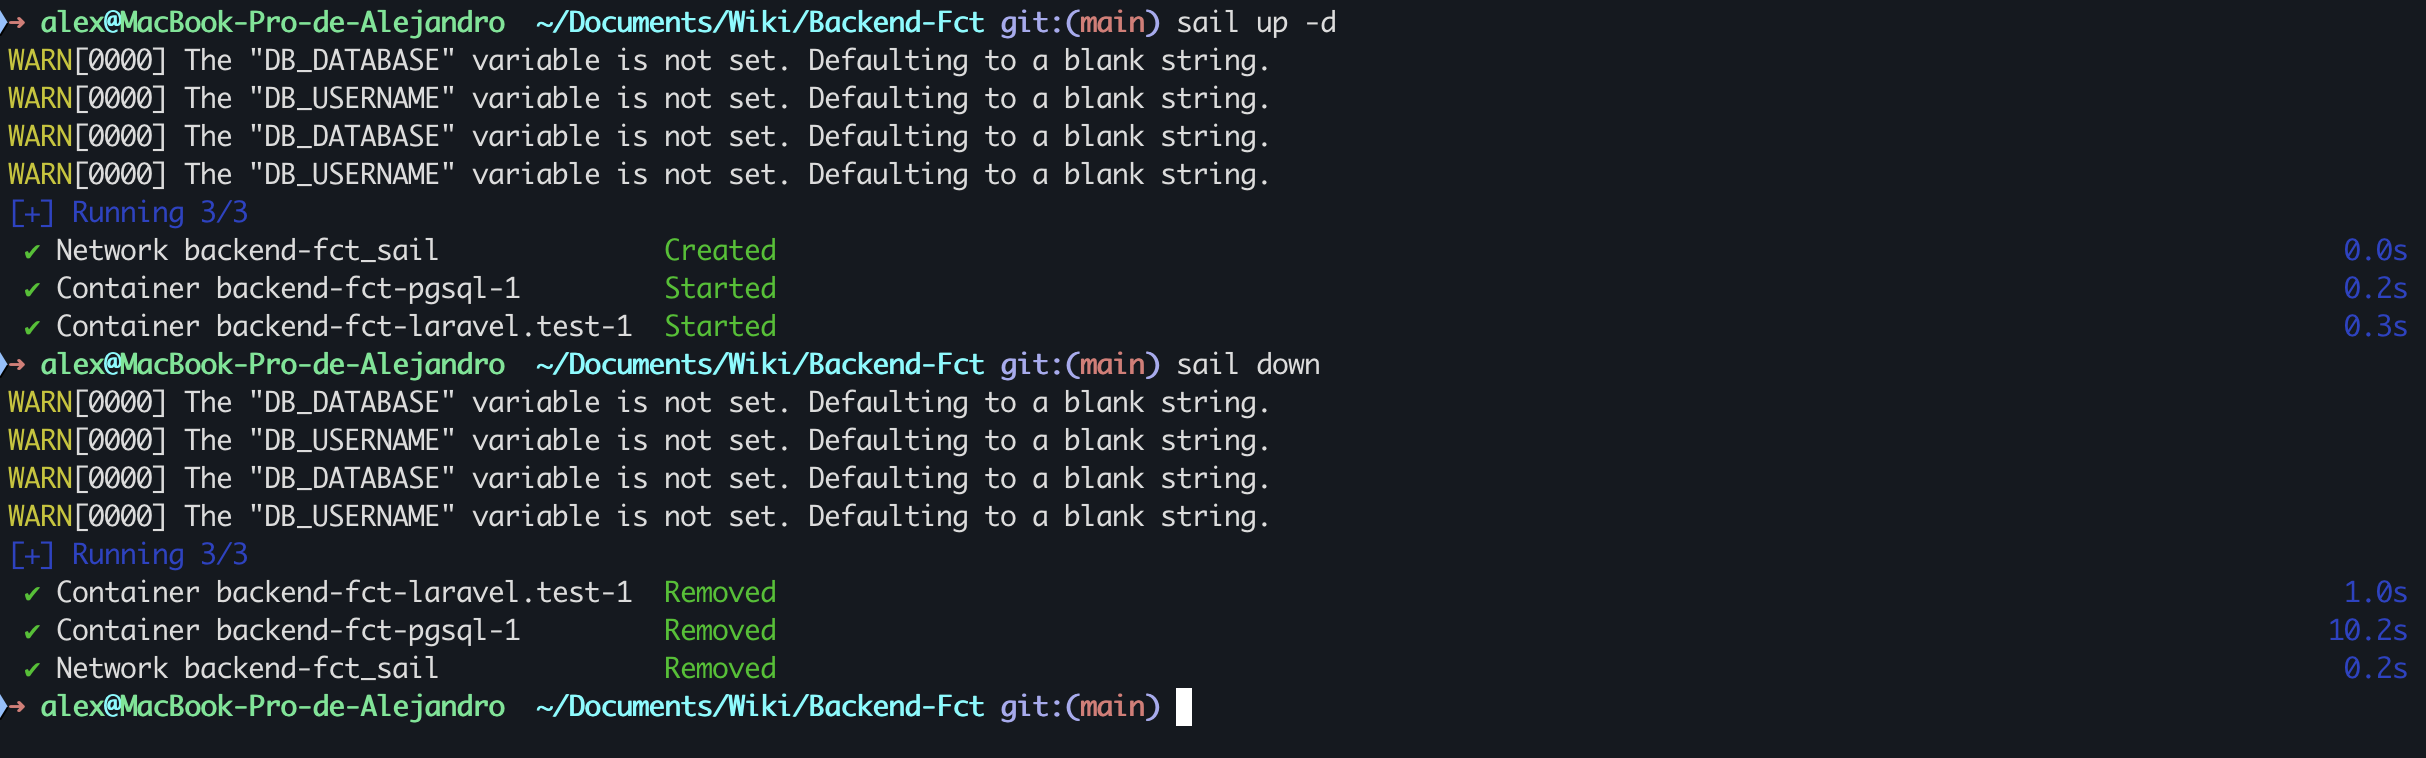 ➜ alex@MacBook-Pro-de-Alejandro ~/Documents/Wiki/Backend-Fct git:(main) sail up -d
WARN[0000] The "DB_DATABASE" variable is not set. Defaulting to a blank string.
WARN[0000] The "DB_USERNAME" variable is not set. Defaulting to a blank string.
WARN[0000] The "DB_DATABASE" variable is not set. Defaulting to a blank string.
WARN[0000] The "DB_USERNAME" variable is not set. Defaulting to a blank string.
[+] Running 3/3
✔ Network backend-fct_sail Created 0.0s
✔ Container backend-fct-pgsql-1 Started 0.2s
✔ Container backend-fct-laravel.test-1 Started 0.3s
➜ alex@MacBook-Pro-de-Alejandro ~/Documents/Wiki/Backend-Fct git:(main) sail down
WARN[0000] The "DB_DATABASE" variable is not set. Defaulting to a blank string.
WARN[0000] The "DB_USERNAME" variable is not set. Defaulting to a blank string.
WARN[0000] The "DB_DATABASE" variable is not set. Defaulting to a blank string.
WARN[0000] The "DB_USERNAME" variable is not set. Defaulting to a blank string.
[+] Running 3/3
✔ Container backend-fct-laravel.test-1 Removed 1.0s
✔ Container backend-fct-pgsql-1 Removed 10.2s
✔ Network backend-fct_sail Removed 0.2s
➜ alex@MacBook-Pro-de-Alejandro ~/Documents/Wiki/Backend-Fct git:(main)